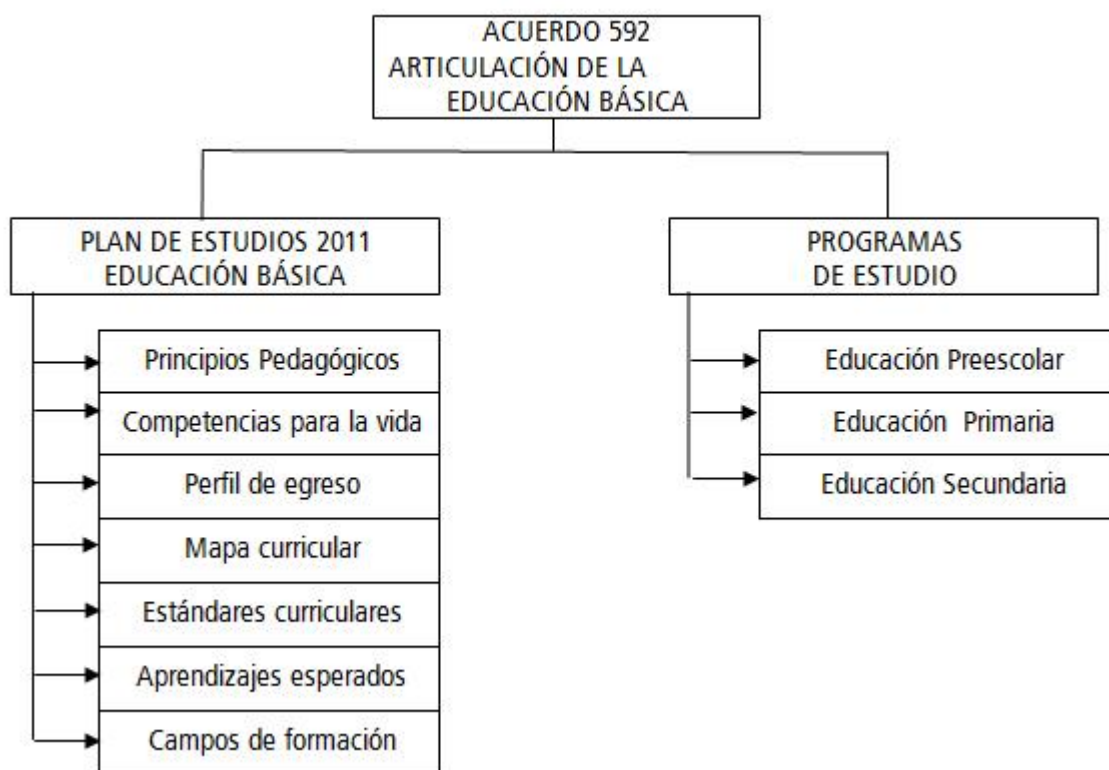 ACUERDO 592
ARTICULACIÓN DE LA
EDUCACIÓN BÁSICA
PLAN DE ESTUDIOS 2011
EDUCACIÓN BÁSICA
Principios Pedagógicos
Competencias para la vida
Perfil de egreso
Mapa curricular
Estándares curriculares
Aprendizajes esperados
Campos de formación
PROGRAMAS
DE ESTUDIO
Educación Preescolar
Educación Primaria
Educación Secundaria